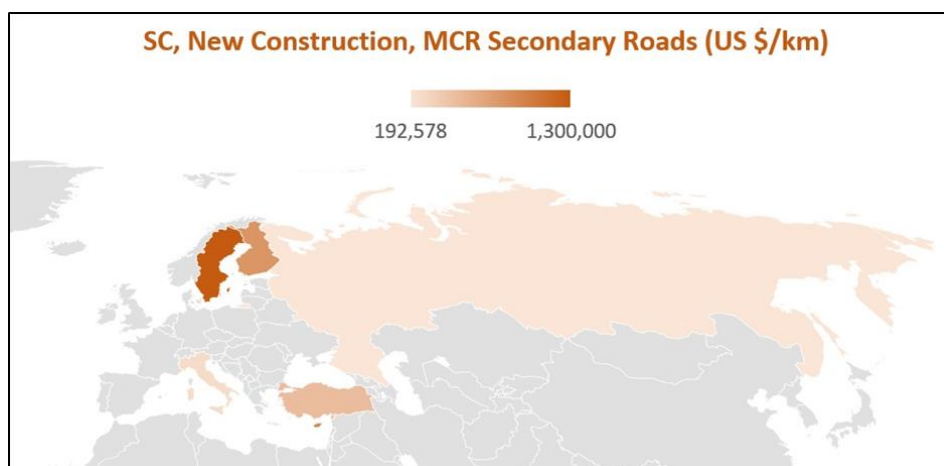 SC, New Construction, MCR Secondary Roads (US $/km)
192,578 1,300,000